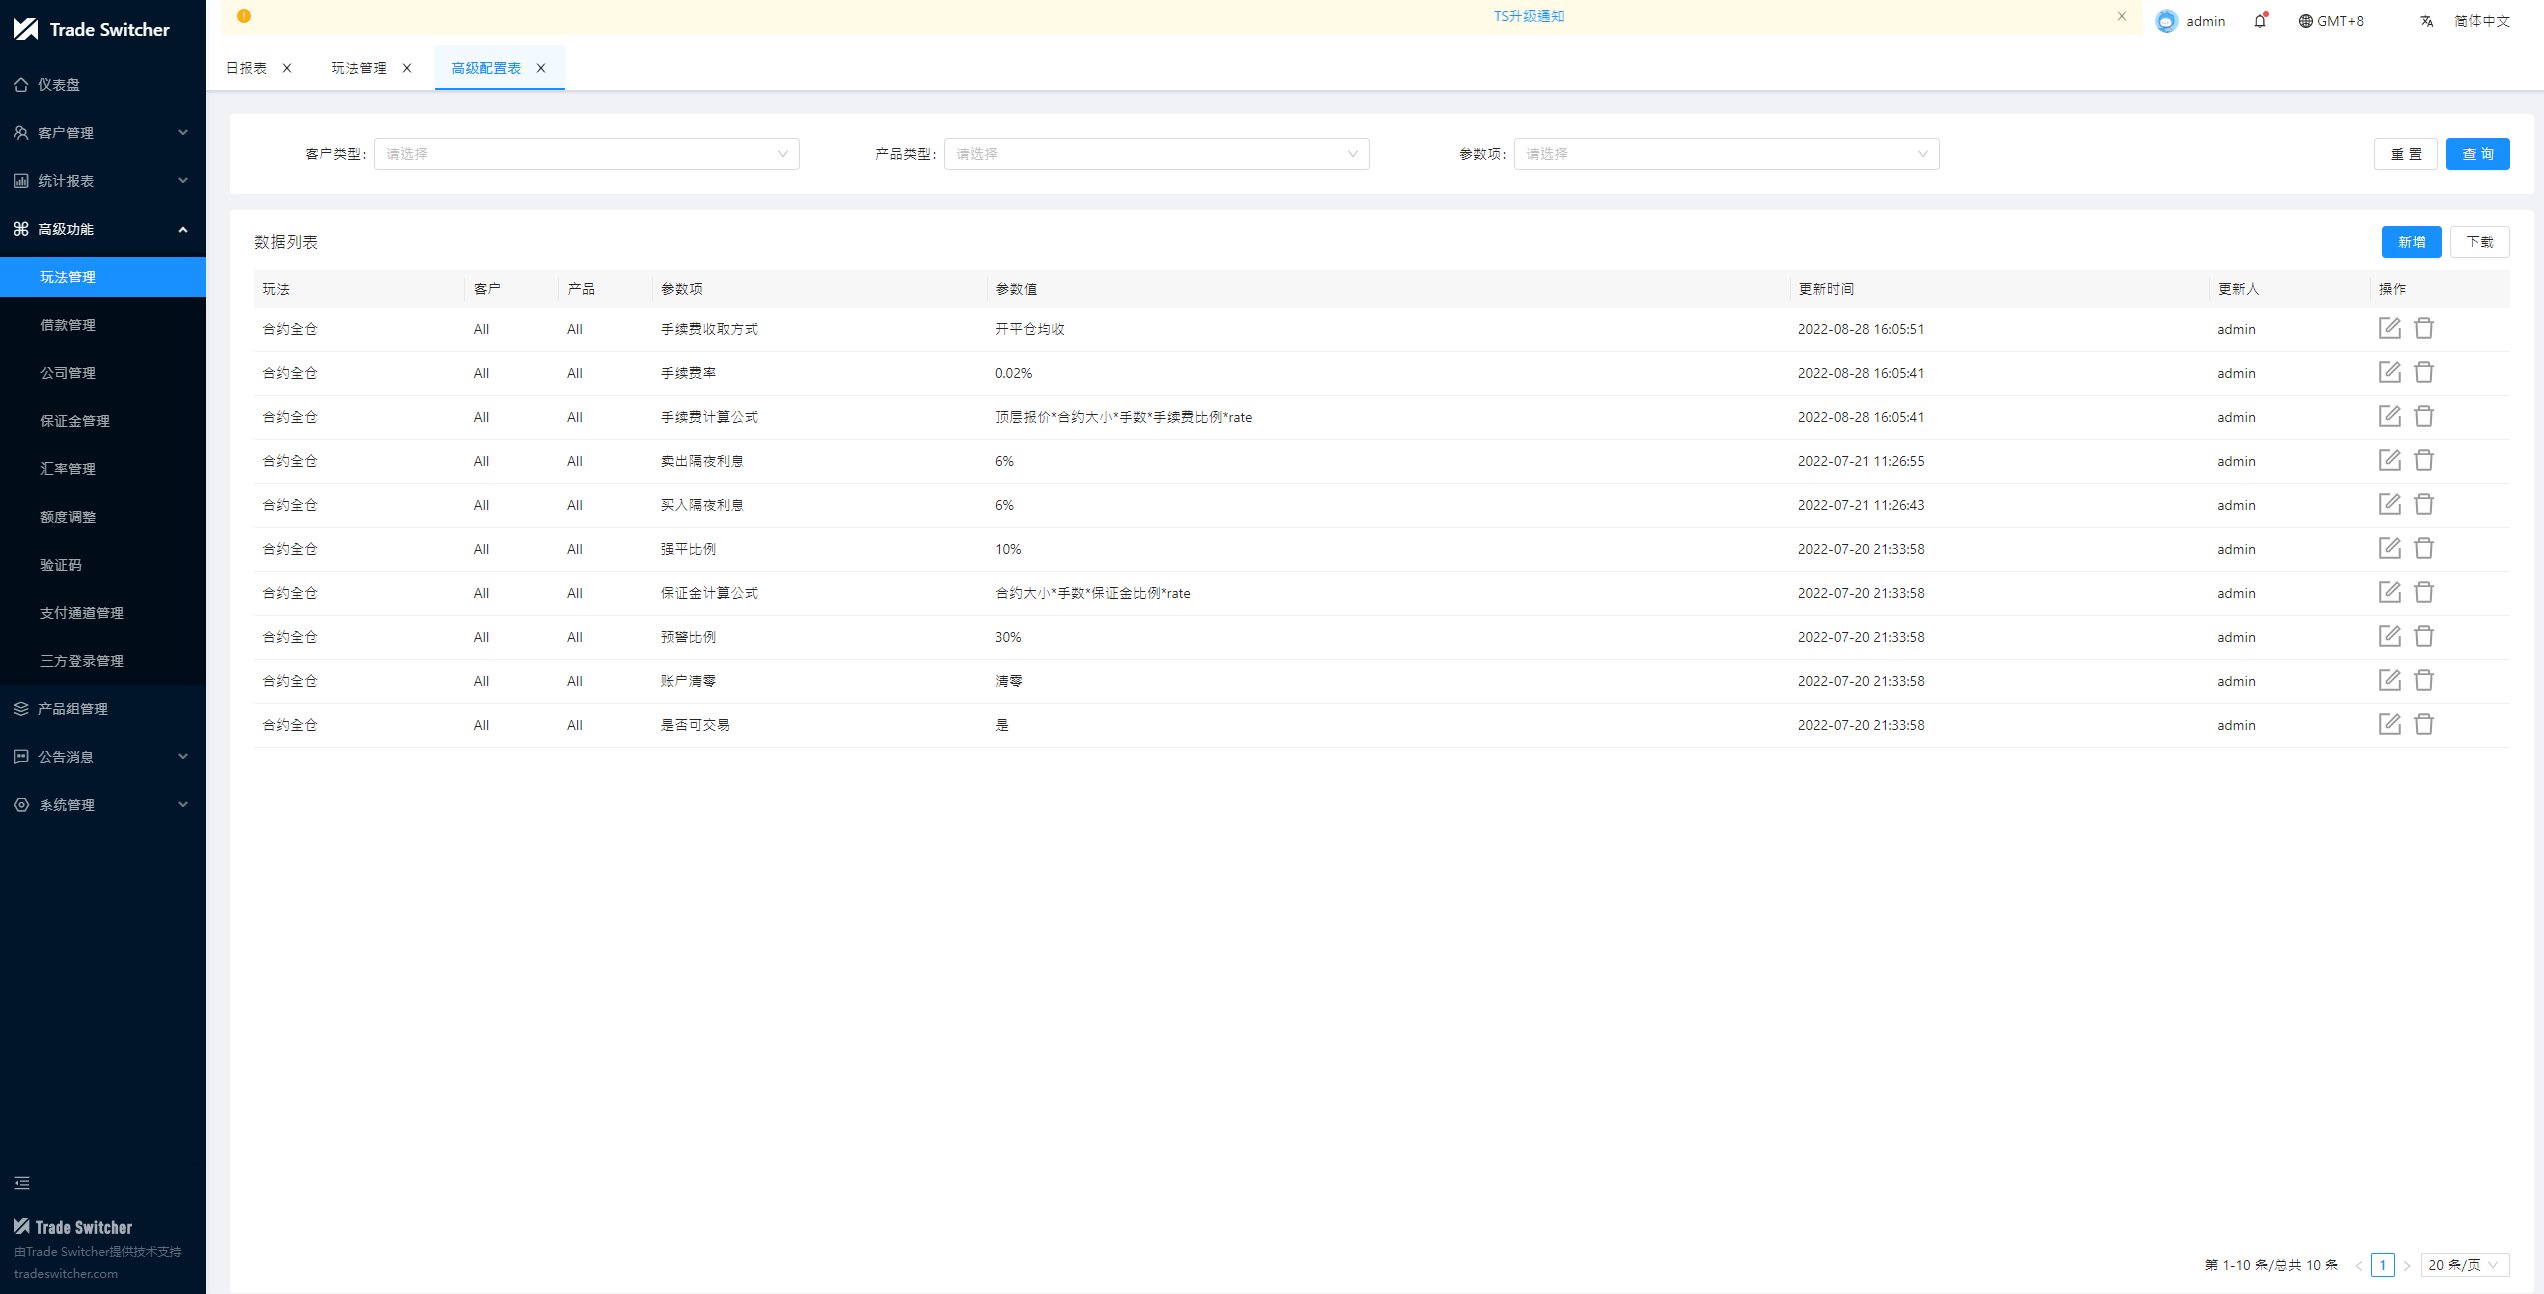 Trade Switcher
TS升级通知
admin
GMT+8
简体中文
日报表
玩法管理
高级配置表
仪表盘
客户管理
统计报表
高级功能
玩法管理
借款管理
公司管理
保证金管理
汇率管理
额度调整
验证码
支付通道管理
三方登录管理
产品组管理
公告消息
系统管理
Trade Switcher
由Trade Switcher提供技术支持
tradeswitcher.com
客户类型: 请选择 产品类型: 请选择 参数项: 请选择 重 置 查 询
数据列表 新增 下载
玩法 客户 产品 参数项 参数值 更新时间 更新人 操作
合约全仓 All All 手续费收取方式 开平仓均收 2022-08-28 16:05:51 admin
合约全仓 All All 手续费率 0.02% 2022-08-28 16:05:41 admin
合约全仓 All All 手续费计算公式 顶层报价*合约大小*手数*手续费比例*rate 2022-08-28 16:05:41 admin
合约全仓 All All 卖出隔夜利息 6% 2022-07-21 11:26:55 admin
合约全仓 All All 买入隔夜利息 6% 2022-07-21 11:26:43 admin
合约全仓 All All 强平比例 10% 2022-07-20 21:33:58 admin
合约全仓 All All 保证金计算公式 合约大小*手数*保证金比例*rate 2022-07-20 21:33:58 admin
合约全仓 All All 预警比例 30% 2022-07-20 21:33:58 admin
合约全仓 All All 账户清零 清零 2022-07-20 21:33:58 admin
合约全仓 All All 是否可交易 是 2022-07-20 21:33:58 admin
第 1-10 条/总共 10 条 < 1 > 20 条/页